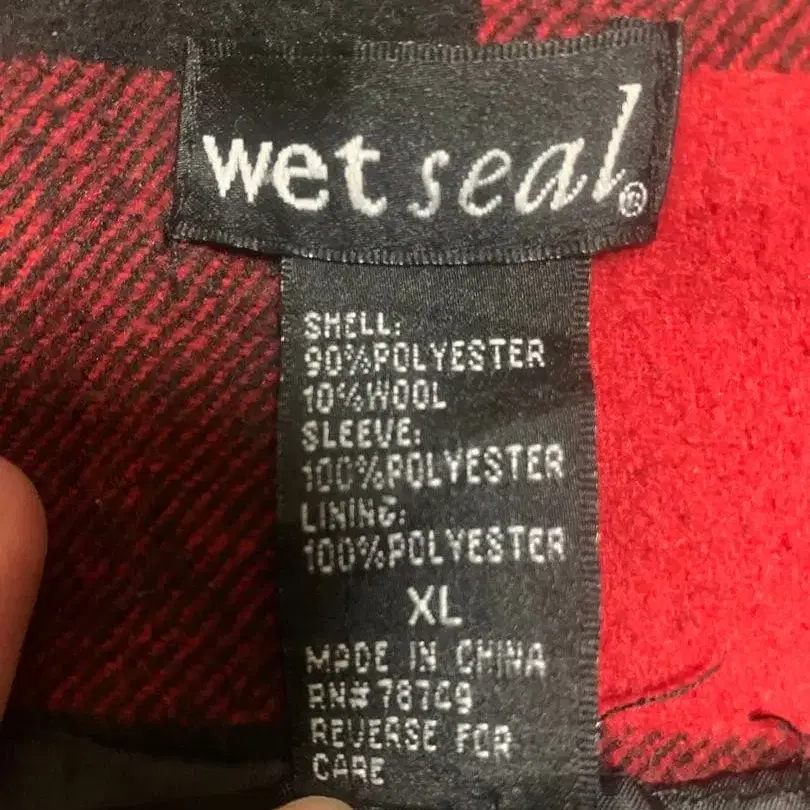 wet seal®
SHELL:
90%POLYESTER
10%WOOL
SLEEVE:
100%POLYESTER
LINING:
100%POLYESTER
XL
MADE IN CHINA
RN# 78749
REVERSE FOR
CARE